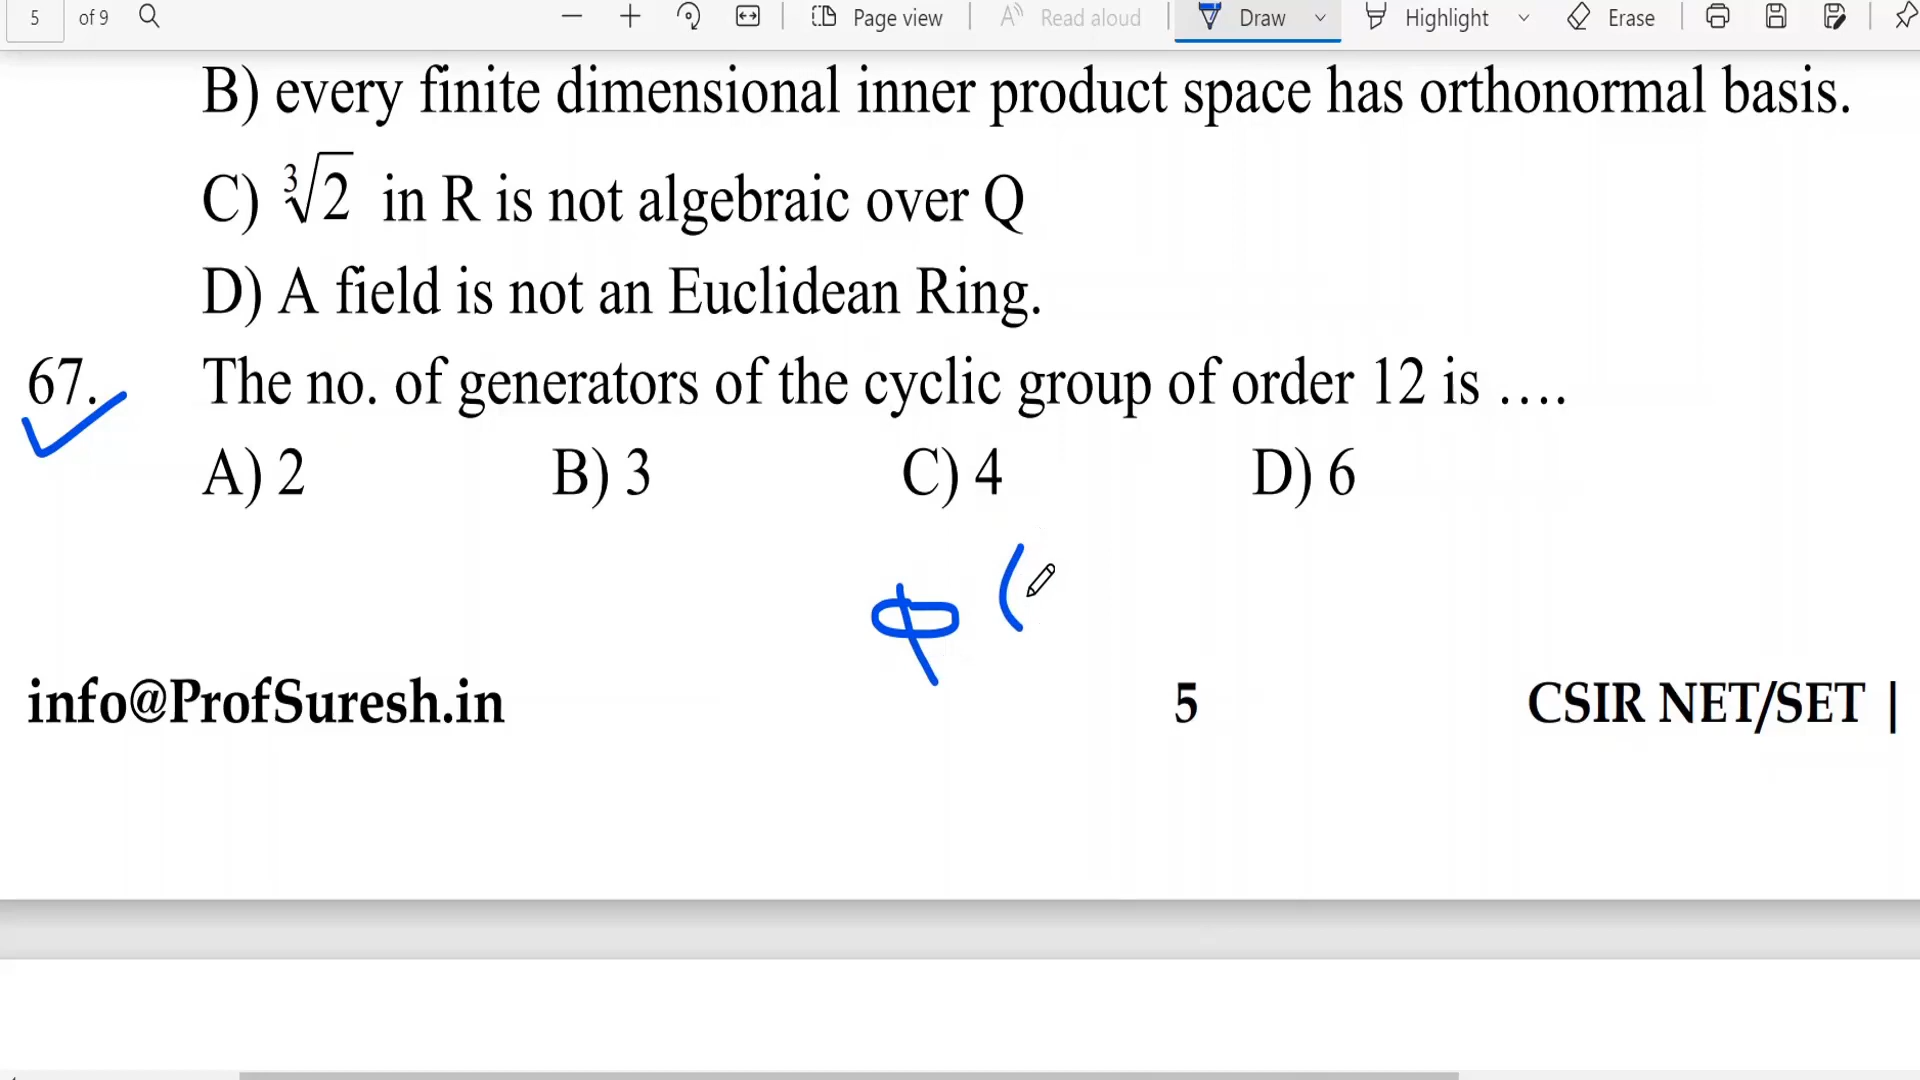 5 of 9 Page view Read aloud Draw Highlight Erase
B) every finite dimensional inner product space has orthonormal basis.
C) ∛2 in R is not algebraic over Q
D) A field is not an Euclidean Ring.
67. The no. of generators of the cyclic group of order 12 is ....
A) 2 B) 3 C) 4 D) 6
ϕ (
info@ProfSuresh.in 5 CSIR NET/SET |